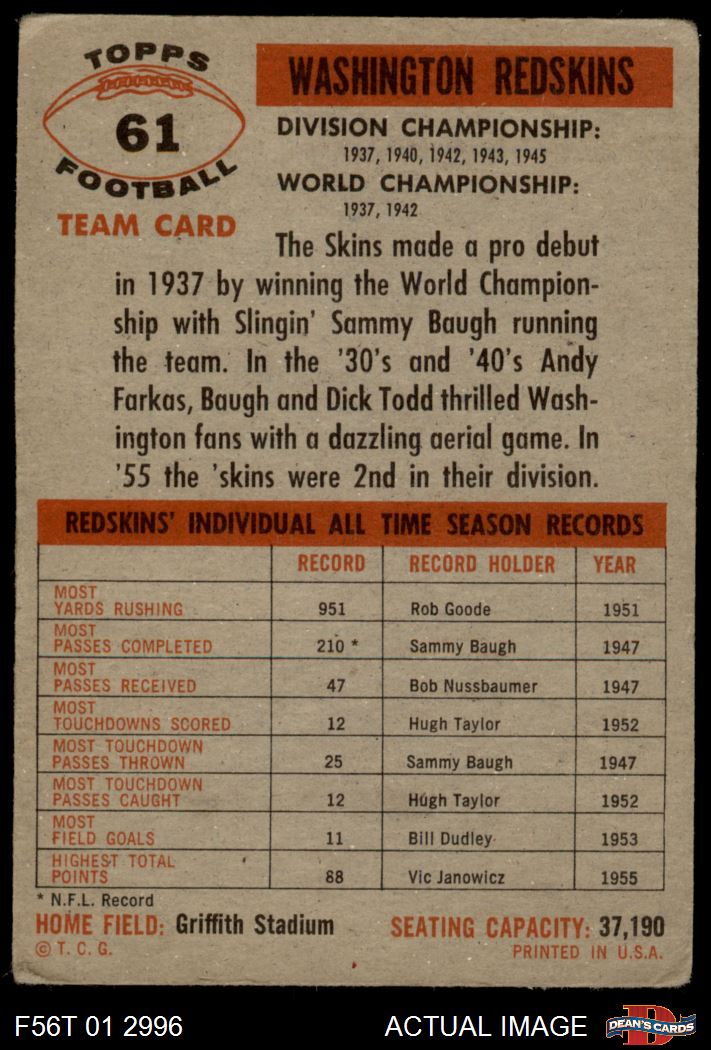 TOPPS
61
FOOTBALL
TEAM CARD
WASHINGTON REDSKINS
DIVISION CHAMPIONSHIP:
1937, 1940, 1942, 1943, 1945
WORLD CHAMPIONSHIP:
1937, 1942
The Skins made a pro debut
in 1937 by winning the World Champion-
ship with Slingin' Sammy Baugh running
the team. In the '30's and '40's Andy
Farkas, Baugh and Dick Todd thrilled Wash-
ington fans with a dazzling aerial game. In
'55 the 'skins were 2nd in their division.
REDSKINS' INDIVIDUAL ALL TIME SEASON RECORDS
RECORD RECORD HOLDER YEAR
MOST
YARDS RUSHING 951 Rob Goode 1951
MOST
PASSES COMPLETED 210 * Sammy Baugh 1947
MOST
PASSES RECEIVED 47 Bob Nussbaumer 1947
MOST
TOUCHDOWNS SCORED 12 Hugh Taylor 1952
MOST TOUCHDOWN
PASSES THROWN 25 Sammy Baugh 1947
MOST TOUCHDOWN
PASSES CAUGHT 12 Hugh Taylor 1952
MOST
FIELD GOALS 11 Bill Dudley 1953
HIGHEST TOTAL
POINTS 88 Vic Janowicz 1955
* N.F.L. Record
HOME FIELD: Griffith Stadium SEATING CAPACITY: 37,190
© T. C. G. PRINTED IN U.S.A.
F56T 01 2996 ACTUAL IMAGE D DEAN'S CARDS